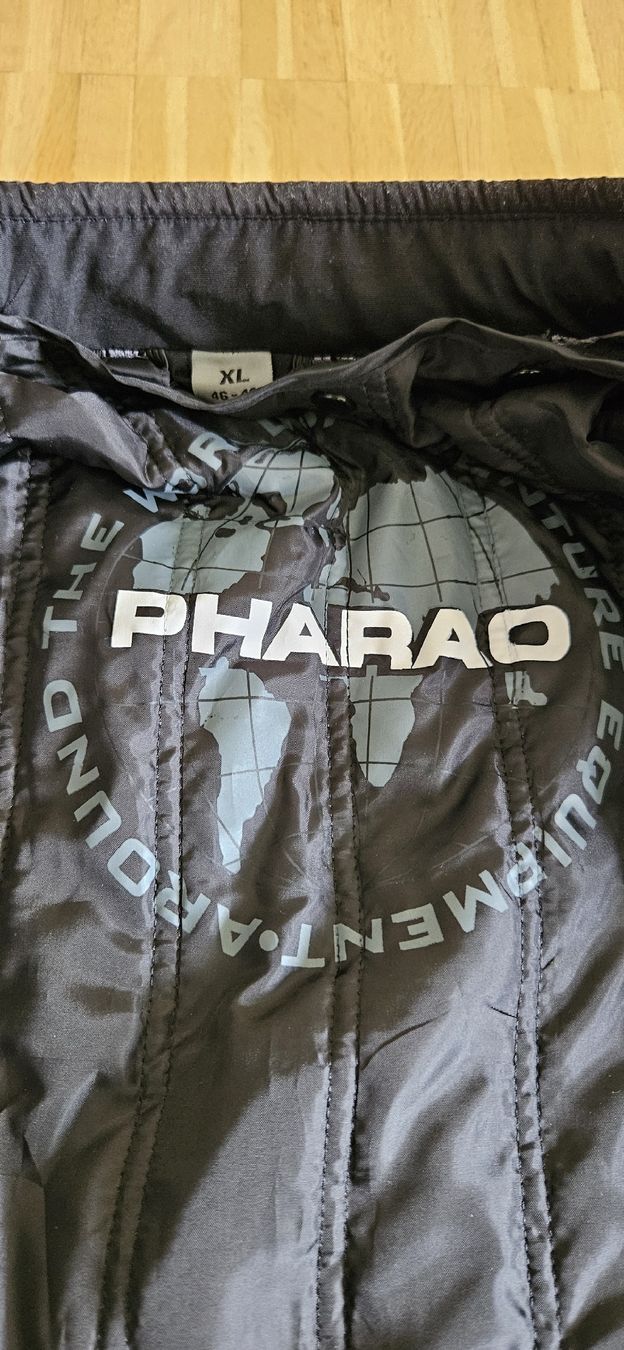 XL
PHARAO
AROUND THE
EQUIPMENT